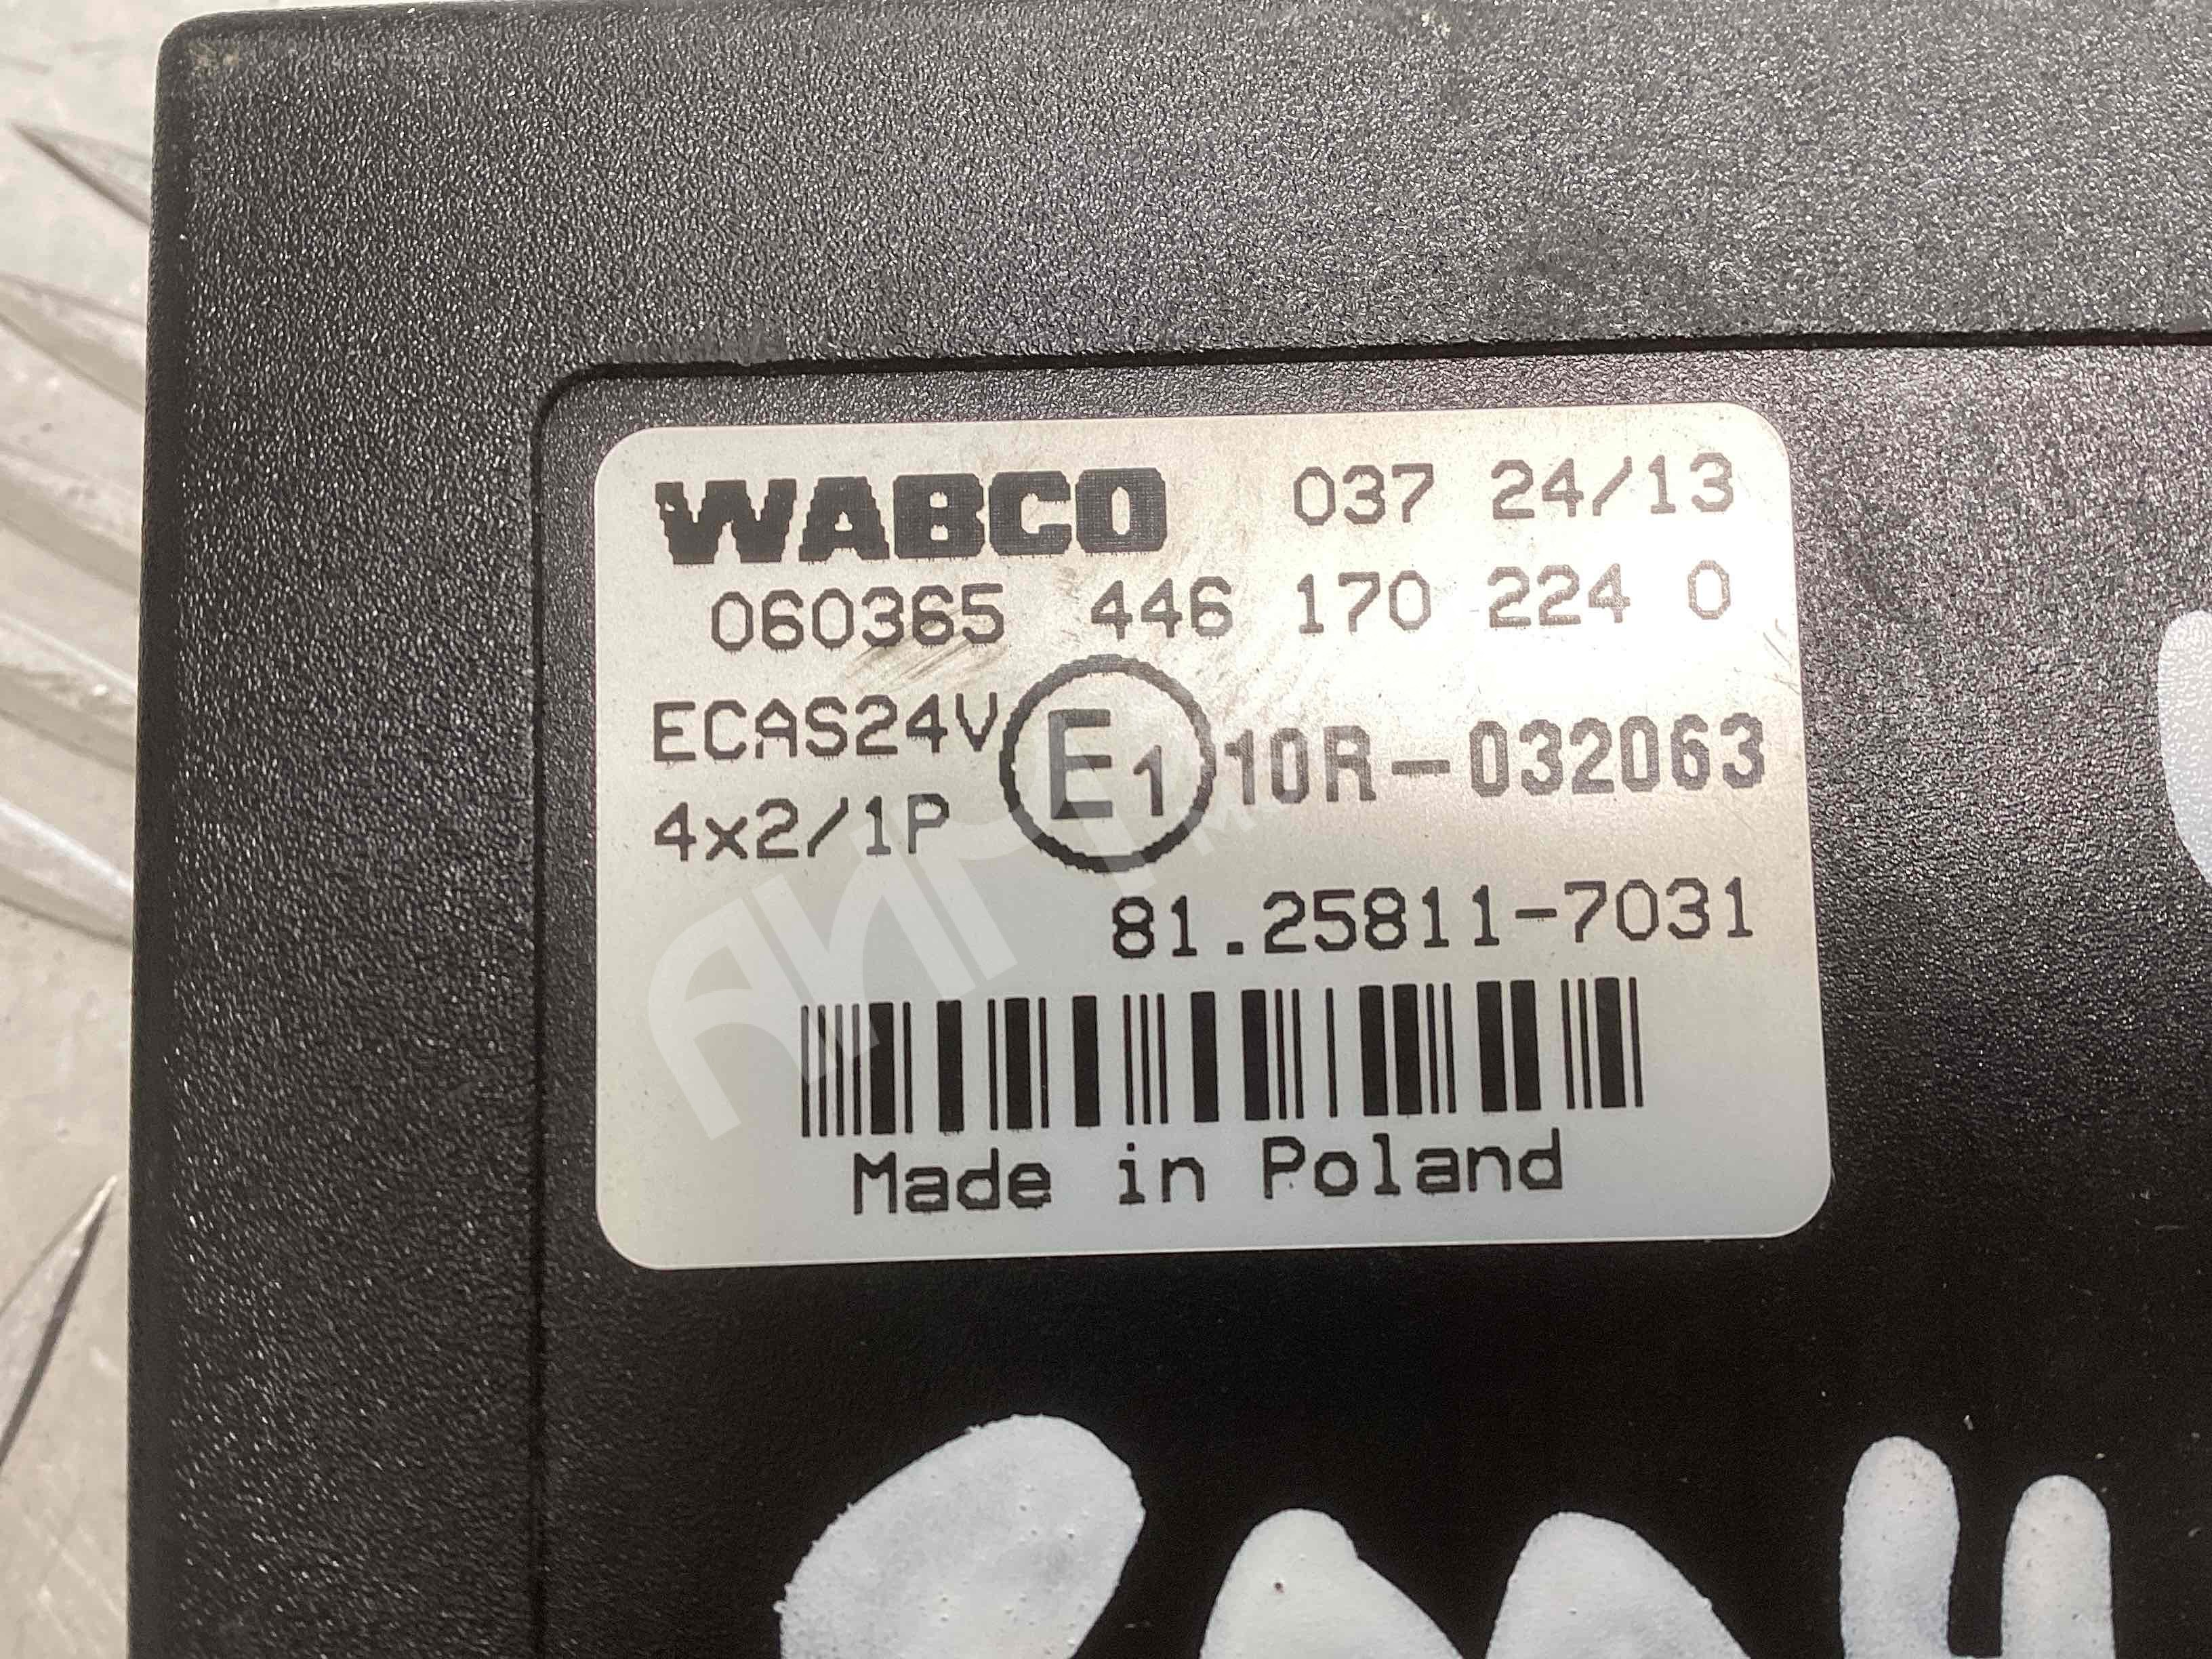 WABCO 037 24/13
060365 446 170 224 0
ECAS24V E1 10R-032063
4x2/1P
81.25811-7031
Made in Poland